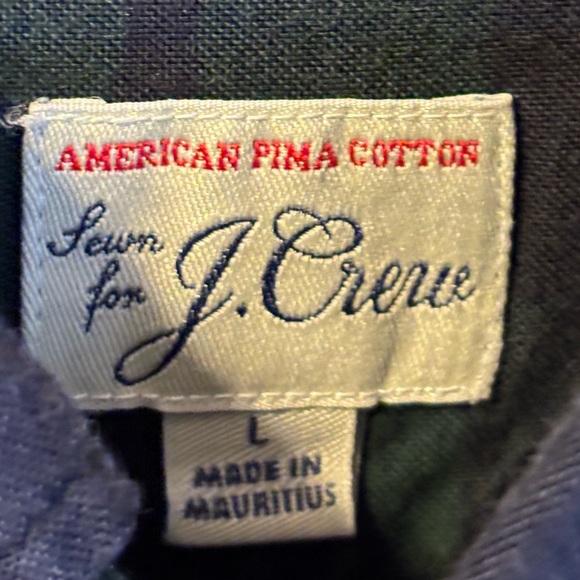 AMERICAN PIMA COTTON
Sewn
for J. Crew
L
MADE IN
MAURITIUS